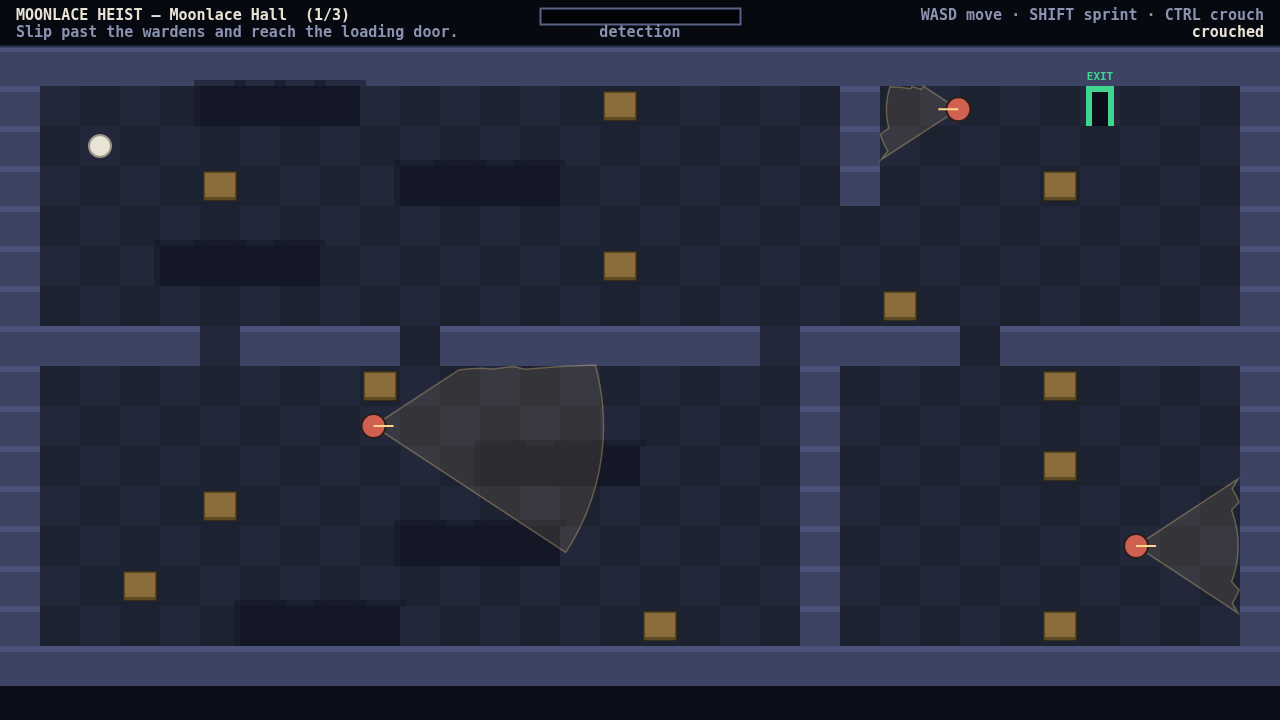 MOONLACE HEIST — Moonlace Hall  (1/3)
Slip past the wardens and reach the loading door.
detection
WASD move · SHIFT sprint · CTRL crouch
crouched
EXIT